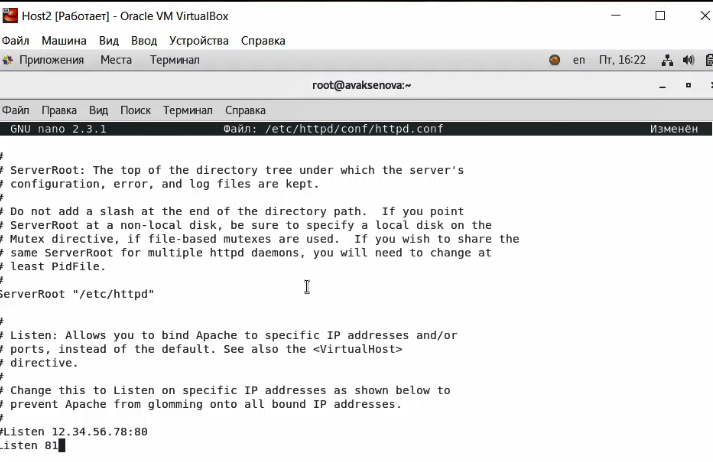 Host2 [Работает] - Oracle VM VirtualBox
Файл Машина Вид Ввод Устройства Справка
Приложения Места Терминал en Пт, 16:22
root@avaksenova:~
Файл Правка Вид Поиск Терминал Справка
GNU nano 2.3.1 Файл: /etc/httpd/conf/httpd.conf Изменён
#
# ServerRoot: The top of the directory tree under which the server's
# configuration, error, and log files are kept.
#
# Do not add a slash at the end of the directory path.  If you point
# ServerRoot at a non-local disk, be sure to specify a local disk on the
# Mutex directive, if file-based mutexes are used.  If you wish to share the
# same ServerRoot for multiple httpd daemons, you will need to change at
# least PidFile.
#
ServerRoot "/etc/httpd"
#
# Listen: Allows you to bind Apache to specific IP addresses and/or
# ports, instead of the default. See also the <VirtualHost>
# directive.
#
# Change this to Listen on specific IP addresses as shown below to
# prevent Apache from glomming onto all bound IP addresses.
#
#Listen 12.34.56.78:80
Listen 81